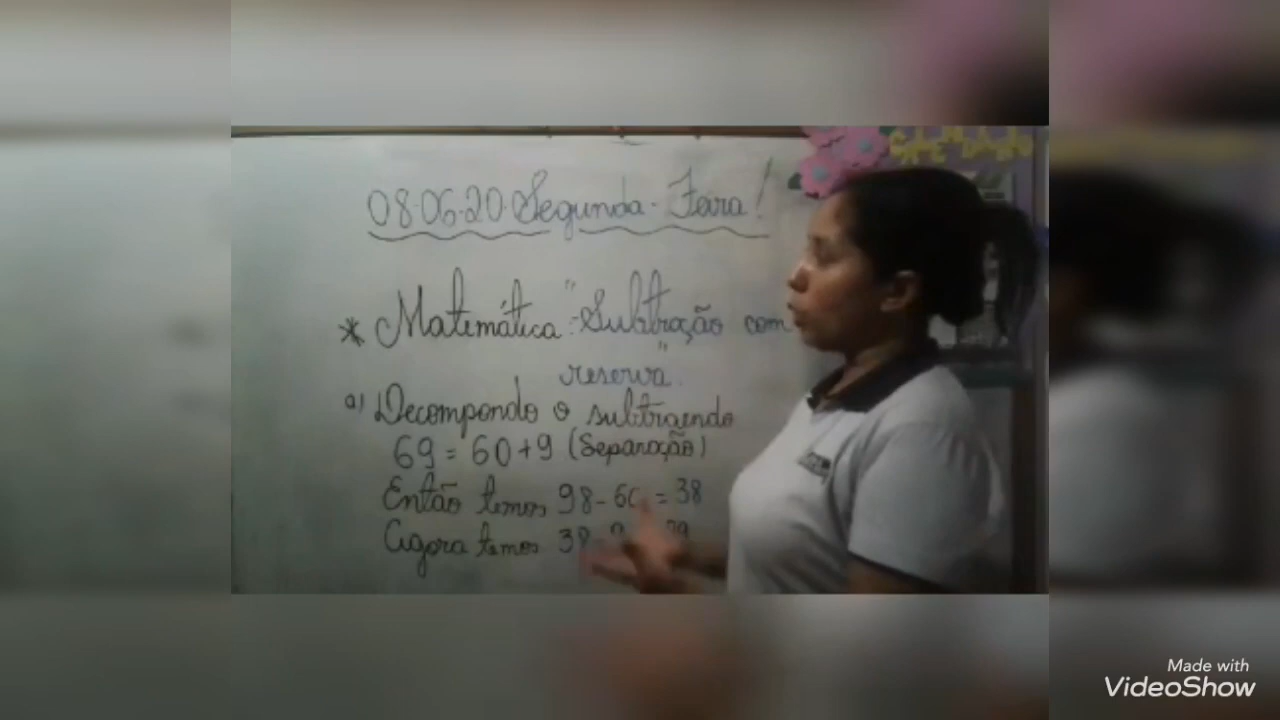 08.06.20. Segunda-Feira!
* Matemática: "Subtração com
reserva".
a) Decompondo o subtraendo
69 = 60+9 (Separação)
Então temos 98-60 = 38
Agora temos 38
Made with
VideoShow